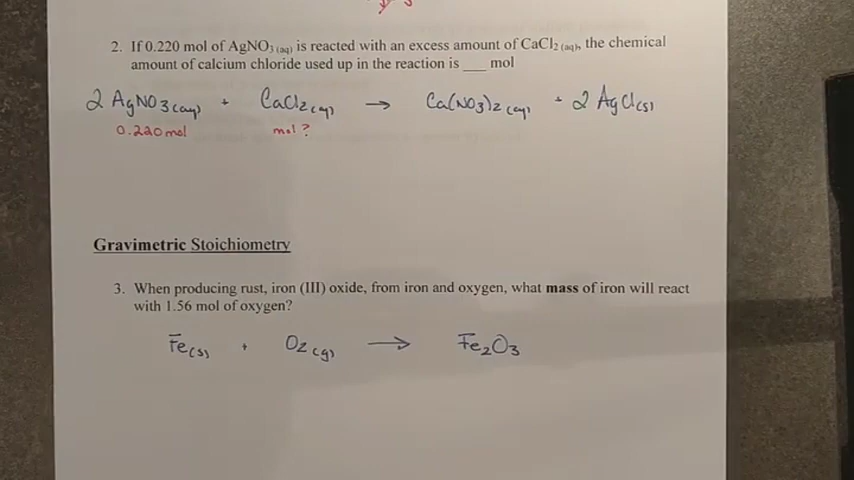 2. If 0.220 mol of AgNO₃ (aq) is reacted with an excess amount of CaCl₂ (aq), the chemical
amount of calcium chloride used up in the reaction is ___ mol
2 AgNO₃(aq) + CaCl₂(aq) → Ca(NO₃)₂(aq) + 2 AgCl(s)
0.220 mol mol ?
Gravimetric Stoichiometry
3. When producing rust, iron (III) oxide, from iron and oxygen, what mass of iron will react
with 1.56 mol of oxygen?
Fe(s) + O₂(g) → Fe₂O₃